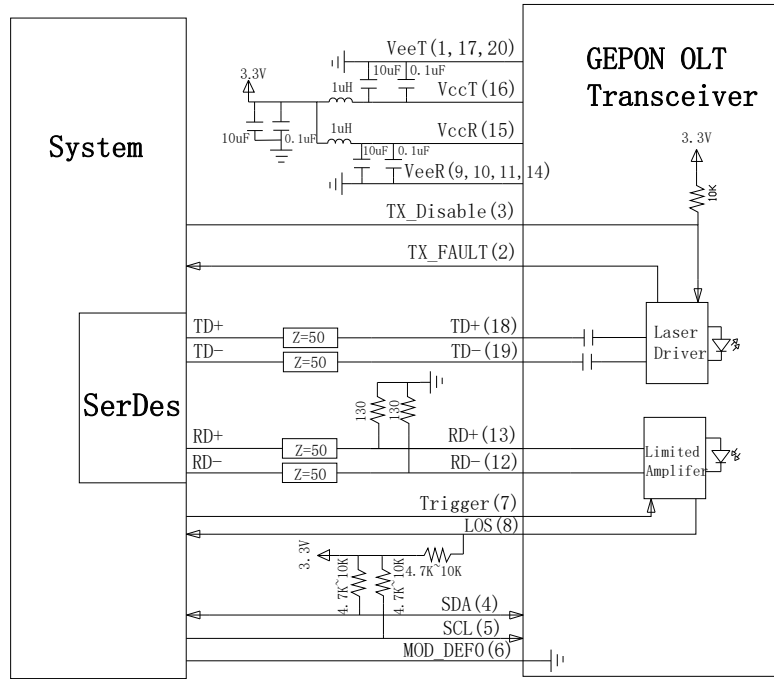 VeeT(1,17,20)
GEPON OLT
Transceiver
3.3V
10uF
0.1uF
1uH
VccT(16)
System
10uF
0.1uF
1uH
VccR(15)
10uF
0.1uF
VeeR(9,10,11,14)
3.3V
10K
TX_Disable(3)
TX_FAULT(2)
SerDes
TD+
Z=50
TD+(18)
TD-
Z=50
TD-(19)
Laser
Driver
130
130
RD+
Z=50
RD+(13)
RD-
Z=50
RD-(12)
Limited
Amplifer
Trigger(7)
LOS(8)
3.3V
4.7K~10K
4.7K~10K
4.7K~10K
SDA(4)
SCL(5)
MOD_DEF0(6)